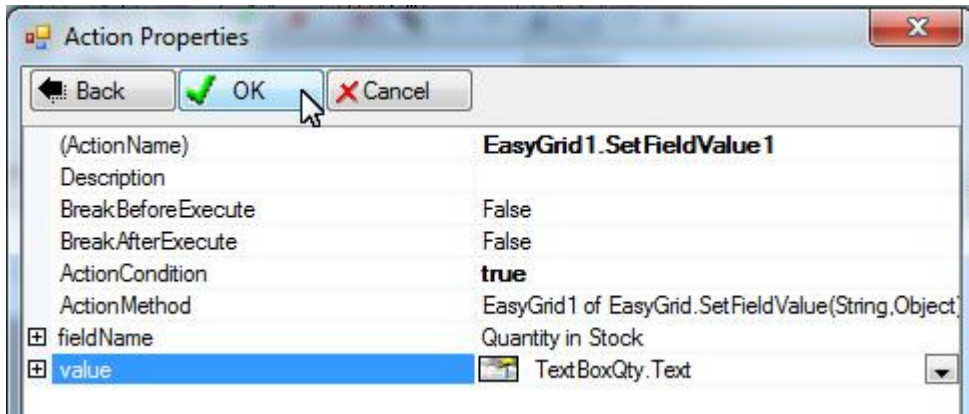 Action Properties
Back OK Cancel
(ActionName) EasyGrid1.SetFieldValue1
Description
BreakBeforeExecute False
BreakAfterExecute False
ActionCondition true
ActionMethod EasyGrid1 of EasyGrid.SetFieldValue(String,Object)
fieldName Quantity in Stock
value TextBoxQty.Text